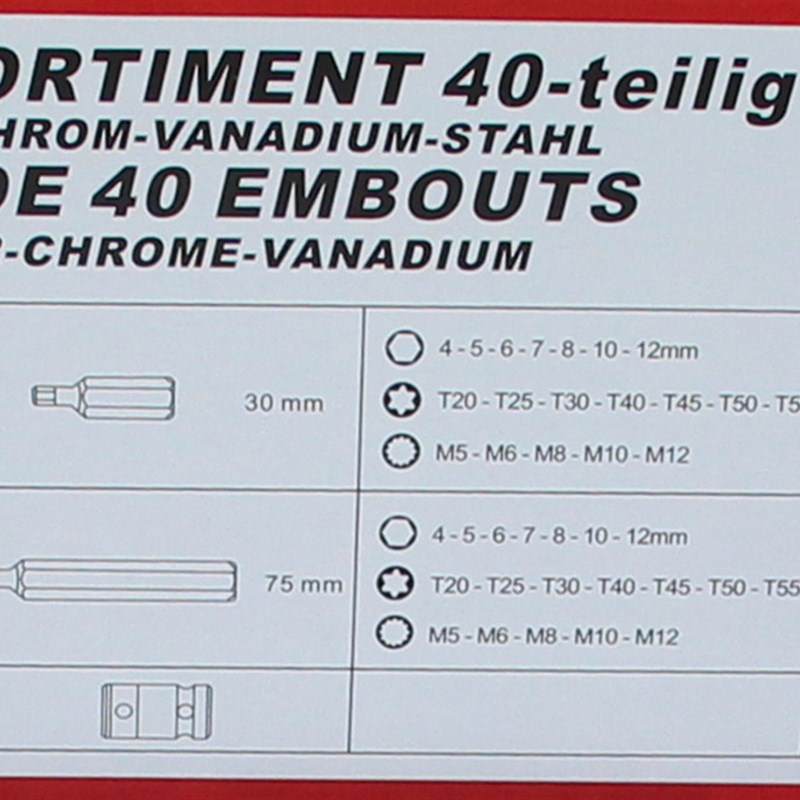 ORTIMENT 40-teilig
HROM-VANADIUM-STAHL
DE 40 EMBOUTS
-CHROME-VANADIUM
30 mm
4 - 5 - 6 - 7 - 8 - 10 - 12mm
T20 - T25 - T30 - T40 - T45 - T50 - T5
M5 - M6 - M8 - M10 - M12
75 mm
4 - 5 - 6 - 7 - 8 - 10 - 12mm
T20 - T25 - T30 - T40 - T45 - T50 - T55
M5 - M6 - M8 - M10 - M12